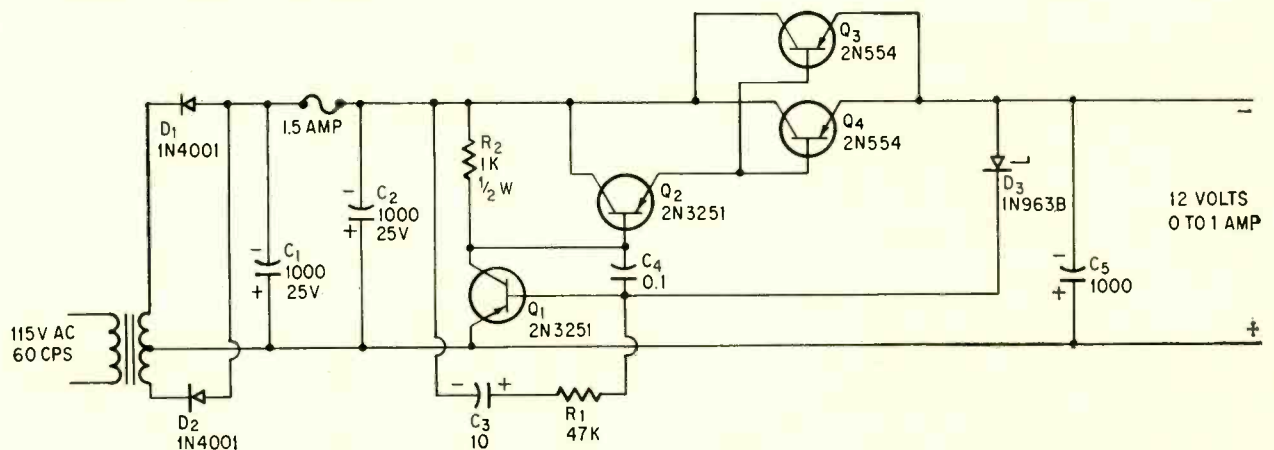 Q3
2N554
D1
1N4001
1.5 AMP
Q4
2N554
−
R2
1K
1/2 W
−
C2
1000
25V
+
Q2
2N3251
D3
1N963B
12 VOLTS
0 TO 1 AMP
−
C1
1000
25V
+
C4
0.1
−
C5
1000
+
Q1
2N3251
115V AC
60 CPS
+
D2
1N4001
− +
C3
10
R1
47K